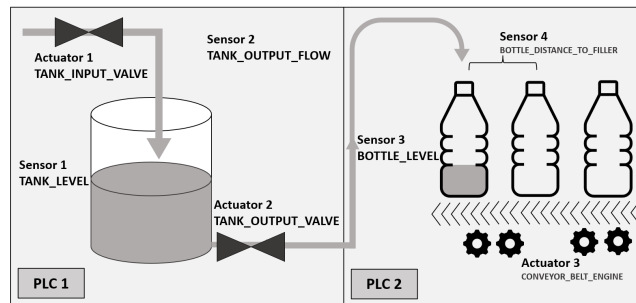 Actuator 1
TANK_INPUT_VALVE
Sensor 2
TANK_OUTPUT_FLOW
Sensor 1
TANK_LEVEL
Actuator 2
TANK_OUTPUT_VALVE
PLC 1
Sensor 4
BOTTLE_DISTANCE_TO_FILLER
Sensor 3
BOTTLE_LEVEL
Actuator 3
CONVEYOR_BELT_ENGINE
PLC 2